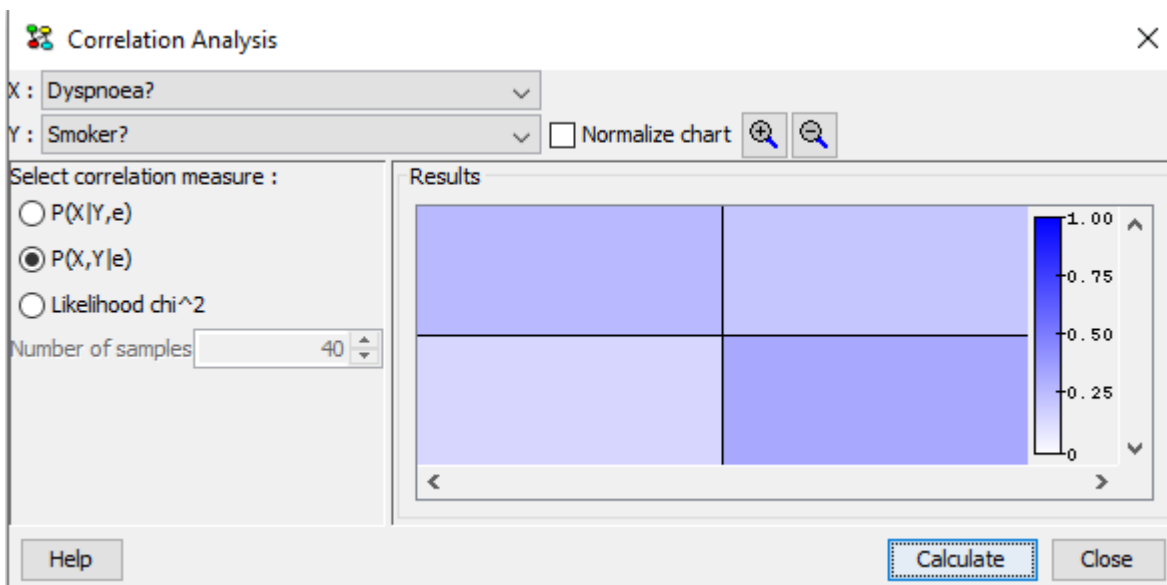 Correlation Analysis
X : Dyspnoea?
Y : Smoker?
Normalize chart
Select correlation measure :
P(X|Y,e)
P(X,Y|e)
Likelihood chi^2
Number of samples 40
Results
1.00
0.75
0.50
0.25
0
Help
Calculate
Close